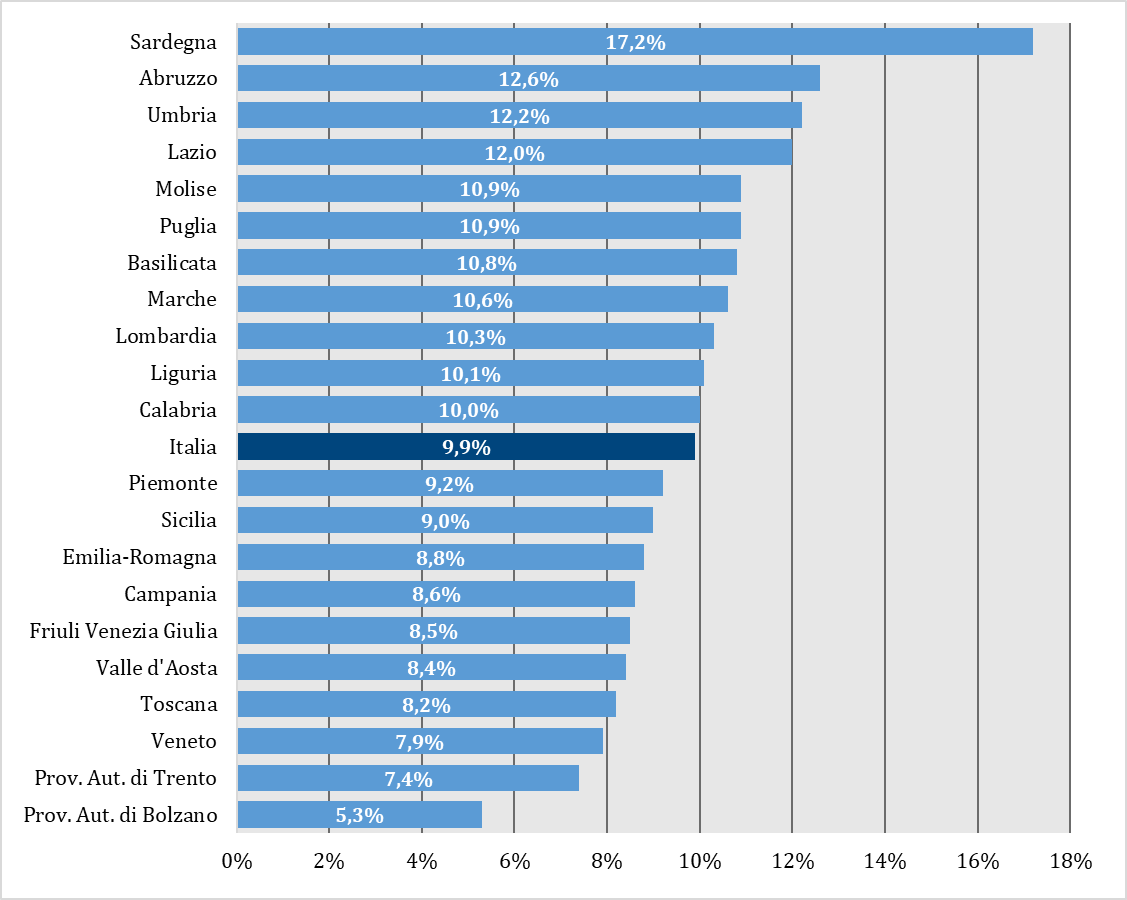 Sardegna 17,2%
Abruzzo 12,6%
Umbria 12,2%
Lazio 12,0%
Molise 10,9%
Puglia 10,9%
Basilicata 10,8%
Marche 10,6%
Lombardia 10,3%
Liguria 10,1%
Calabria 10,0%
Italia 9,9%
Piemonte 9,2%
Sicilia 9,0%
Emilia-Romagna 8,8%
Campania 8,6%
Friuli Venezia Giulia 8,5%
Valle d'Aosta 8,4%
Toscana 8,2%
Veneto 7,9%
Prov. Aut. di Trento 7,4%
Prov. Aut. di Bolzano 5,3%
0% 2% 4% 6% 8% 10% 12% 14% 16% 18%